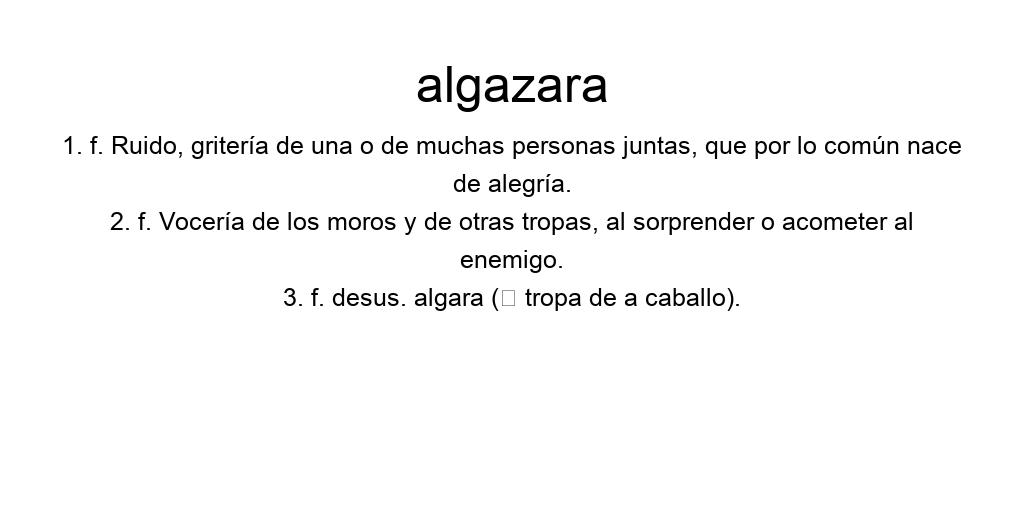 algazara
1. f. Ruido, gritería de una o de muchas personas juntas, que por lo común nace
de alegría.
2. f. Vocería de los moros y de otras tropas, al sorprender o acometer al
enemigo.
3. f. desus. algara (□ tropa de a caballo).